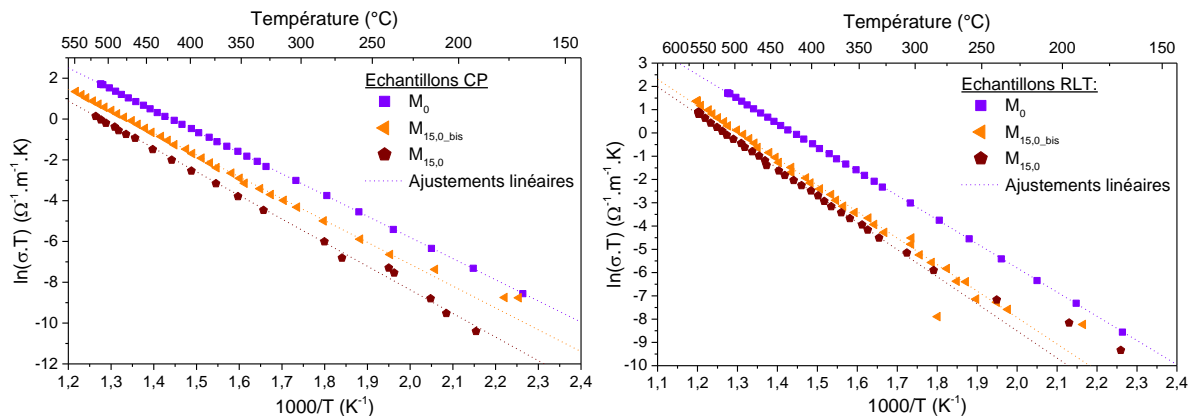 Température (°C)
550 500 450 400 350 300 250 200 150
ln(σ.T) (Ω⁻¹.m⁻¹.K)
2
0
-2
-4
-6
-8
-10
-12
Echantillons CP
M₀
M₁₅,₀_bis
M₁₅,₀
Ajustements linéaires
1,2 1,3 1,4 1,5 1,6 1,7 1,8 1,9 2,0 2,1 2,2 2,3 2,4
1000/T (K⁻¹)
Température (°C)
600 550 500 450 400 350 300 250 200 150
ln(σ.T) (Ω⁻¹.m⁻¹.K)
3
2
1
0
-1
-2
-3
-4
-5
-6
-7
-8
-9
-10
Echantillons RLT:
M₀
M₁₅,₀_bis
M₁₅,₀
Ajustements linéaires
1,1 1,2 1,3 1,4 1,5 1,6 1,7 1,8 1,9 2,0 2,1 2,2 2,3 2,4
1000/T (K⁻¹)